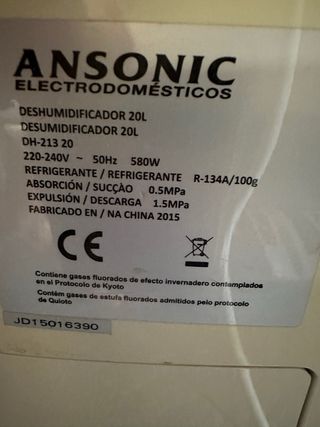 ANSONIC
ELECTRODOMÉSTICOS
DESHUMIDIFICADOR 20L
DESUMIDIFICADOR 20L
DH-213 20
220-240V ~ 50Hz 580W
REFRIGERANTE / REFRIGERANTE R-134A/100g
ABSORCIÓN / SUCÇÀO 0.5MPa
EXPULSIÓN / DESCARGA 1.5MPa
FABRICADO EN / NA CHINA 2015
CE
Contiene gases fluorados de efecto invernadero contemplados
en el Protocolo de Kyoto
Contém gases de estufa fluorados admitidos pelo protocolo
de Quioto
JD15016390